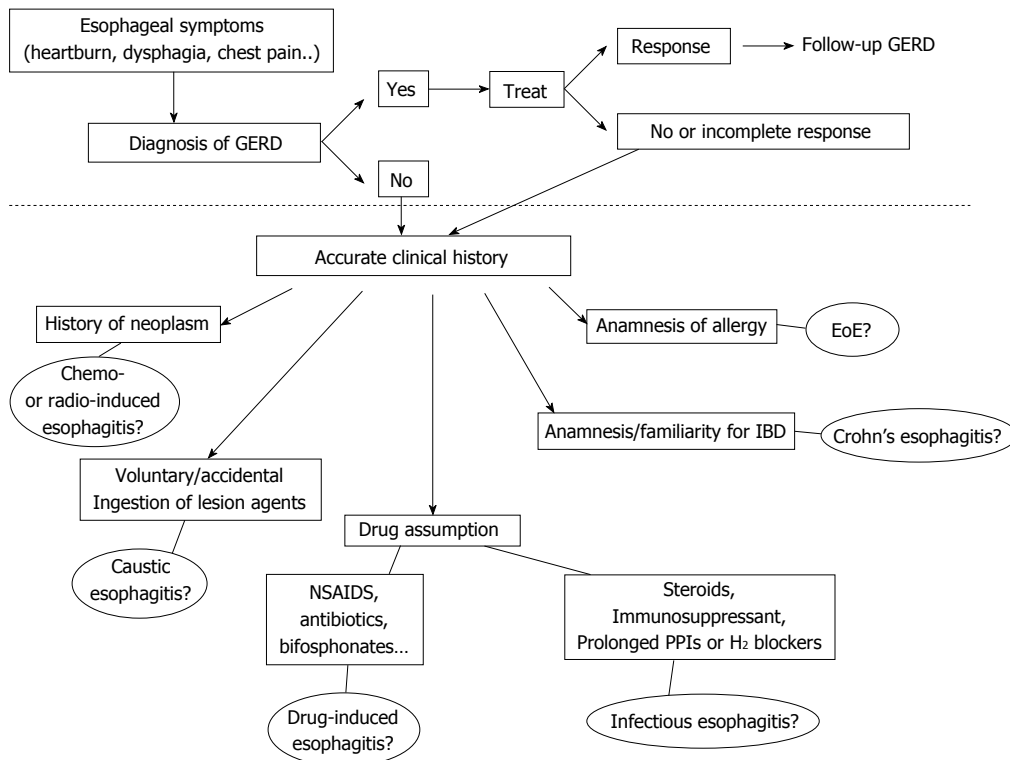 Esophageal symptoms
(heartburn, dysphagia, chest pain..)
Diagnosis of GERD
Yes
No
Treat
Response
Follow-up GERD
No or incomplete response
Accurate clinical history
History of neoplasm
Chemo-
or radio-induced
esophagitis?
Anamnesis of allergy
EoE?
Anamnesis/familiarity for IBD
Crohn's esophagitis?
Voluntary/accidental
Ingestion of lesion agents
Caustic
esophagitis?
Drug assumption
NSAIDS,
antibiotics,
bifosphonates...
Drug-induced
esophagitis?
Steroids,
Immunosuppressant,
Prolonged PPIs or H₂ blockers
Infectious esophagitis?